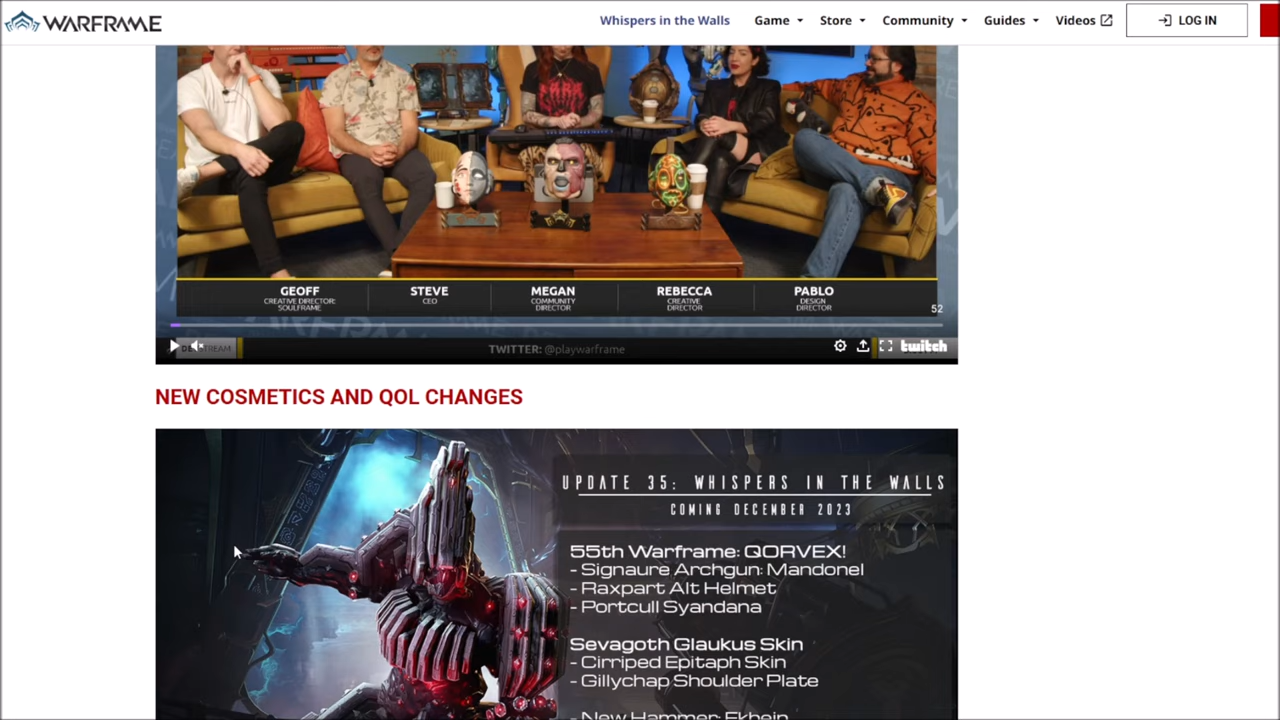 WARFRAME
Whispers in the Walls
Game
Store
Community
Guides
Videos
LOG IN
GEOFF
CREATIVE DIRECTOR:
SOULFRAME
STEVE
CEO
MEGAN
COMMUNITY
DIRECTOR
REBECCA
CREATIVE
DIRECTOR
PABLO
DESIGN
DIRECTOR
52
TWITTER: @playwarframe
twitch
NEW COSMETICS AND QOL CHANGES
UPDATE 35: WHISPERS IN THE WALLS
COMING DECEMBER 2023
55th Warframe: QORVEX!
- Signaure Archgun: Mandonel
- Raxpart Alt Helmet
- Portcull Syandana
Sevagoth Glaukus Skin
- Cirriped Epitaph Skin
- Gillychap Shoulder Plate
- New Hammer: Ekhein